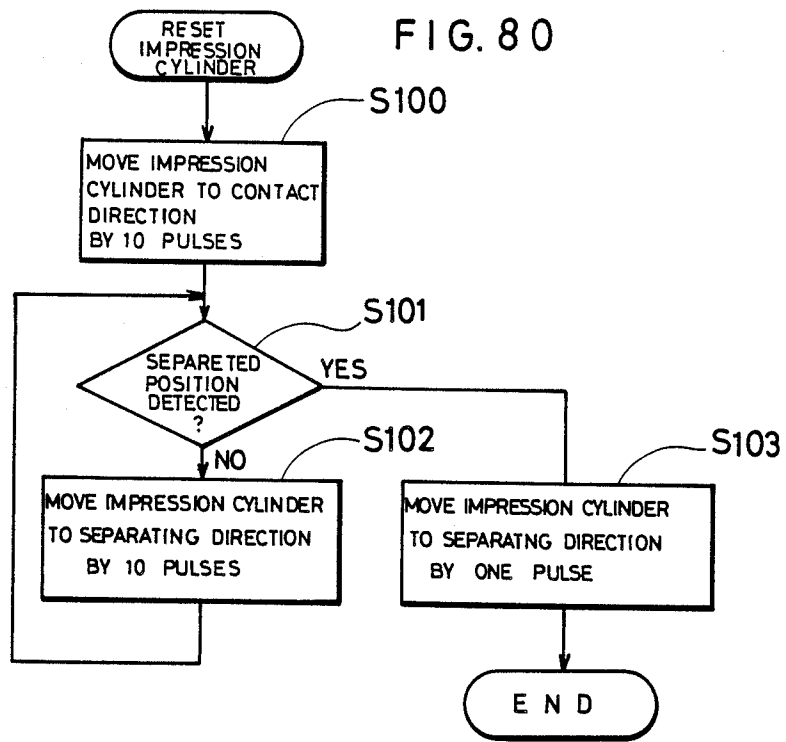 RESET
IMPRESSION
CYLINDER
FIG. 80
S100
MOVE IMPRESSION
CYLINDER TO CONTACT
DIRECTION
BY 10 PULSES
S101
SEPARETED
POSITION
DETECTED
?
YES
NO
S102
MOVE IMPRESSION CYLINDER
TO SEPARATING DIRECTION
BY 10 PULSES
S103
MOVE IMPRESSION CYLINDER
TO SEPARATNG DIRECTION
BY ONE PULSE
END